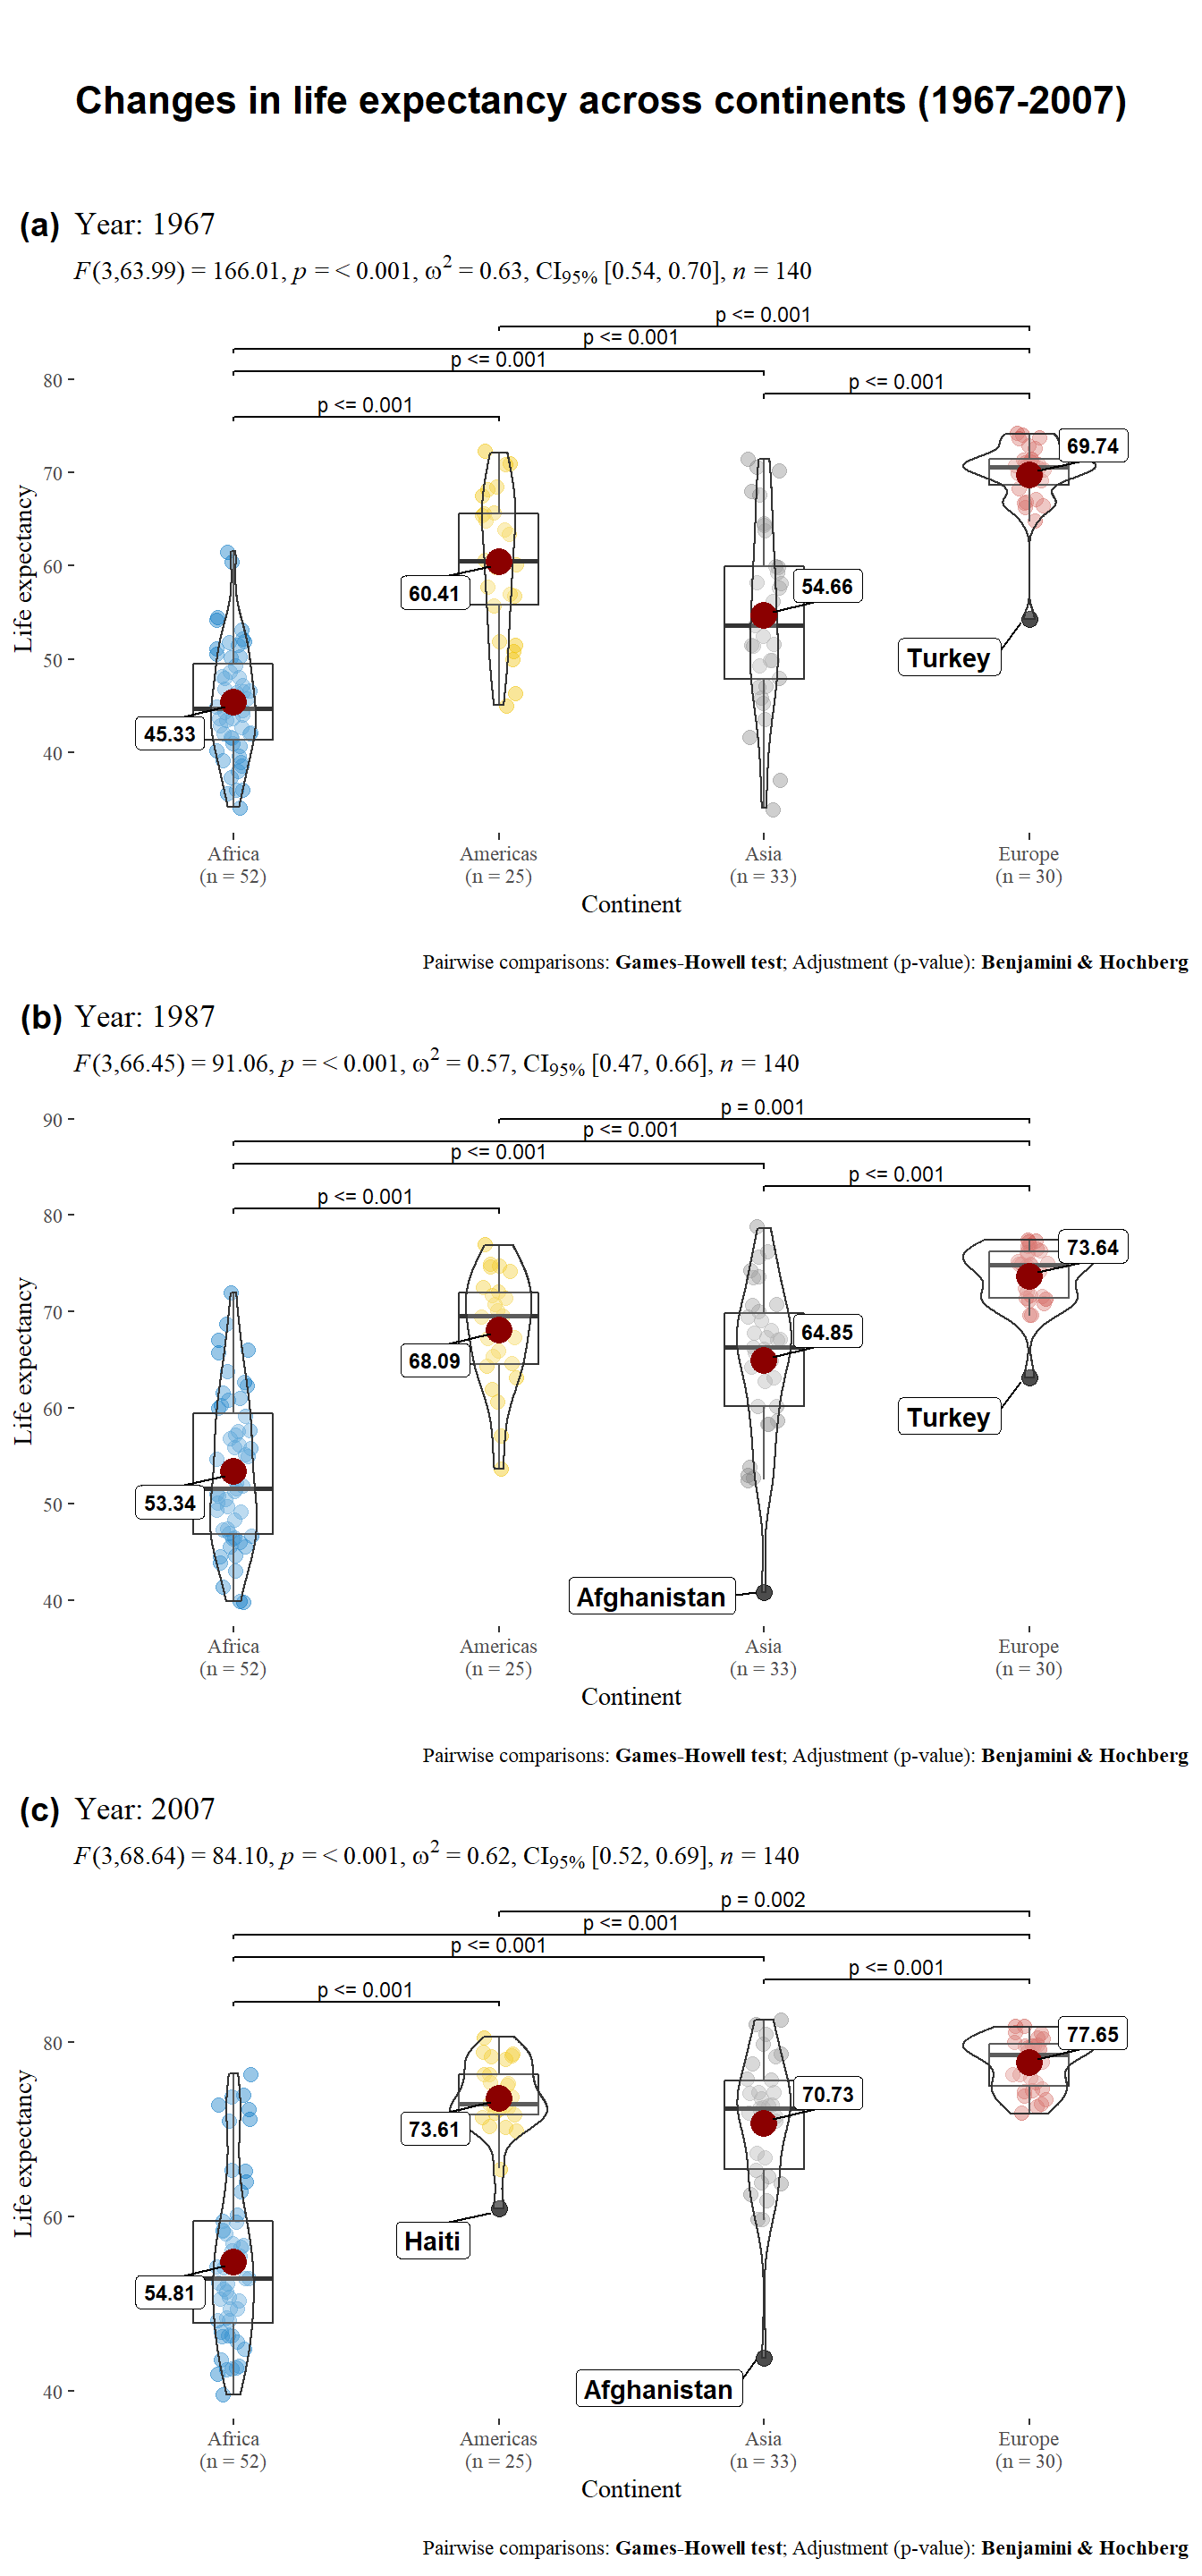 Changes in life expectancy across continents (1967-2007)
(a) Year: 1967
F(3,63.99) = 166.01, p = < 0.001, ω2 = 0.63, CI95% [0.54, 0.70], n = 140
p <= 0.001
p <= 0.001
p <= 0.001
p <= 0.001
p <= 0.001
80
70
60
50
40
Life expectancy
69.74
60.41
54.66
Turkey
45.33
Africa Americas Asia Europe
(n = 52) (n = 25) (n = 33) (n = 30)
Continent
Pairwise comparisons: Games-Howell test; Adjustment (p-value): Benjamini & Hochberg
(b) Year: 1987
F(3,66.45) = 91.06, p = < 0.001, ω2 = 0.57, CI95% [0.47, 0.66], n = 140
p = 0.001
p <= 0.001
p <= 0.001
p <= 0.001
p <= 0.001
90
80
70
60
50
40
Life expectancy
73.64
68.09
64.85
Turkey
53.34
Afghanistan
Africa Americas Asia Europe
(n = 52) (n = 25) (n = 33) (n = 30)
Continent
Pairwise comparisons: Games-Howell test; Adjustment (p-value): Benjamini & Hochberg
(c) Year: 2007
F(3,68.64) = 84.10, p = < 0.001, ω2 = 0.62, CI95% [0.52, 0.69], n = 140
p = 0.002
p <= 0.001
p <= 0.001
p <= 0.001
p <= 0.001
80
60
40
Life expectancy
77.65
73.61
70.73
Haiti
54.81
Afghanistan
Africa Americas Asia Europe
(n = 52) (n = 25) (n = 33) (n = 30)
Continent
Pairwise comparisons: Games-Howell test; Adjustment (p-value): Benjamini & Hochberg